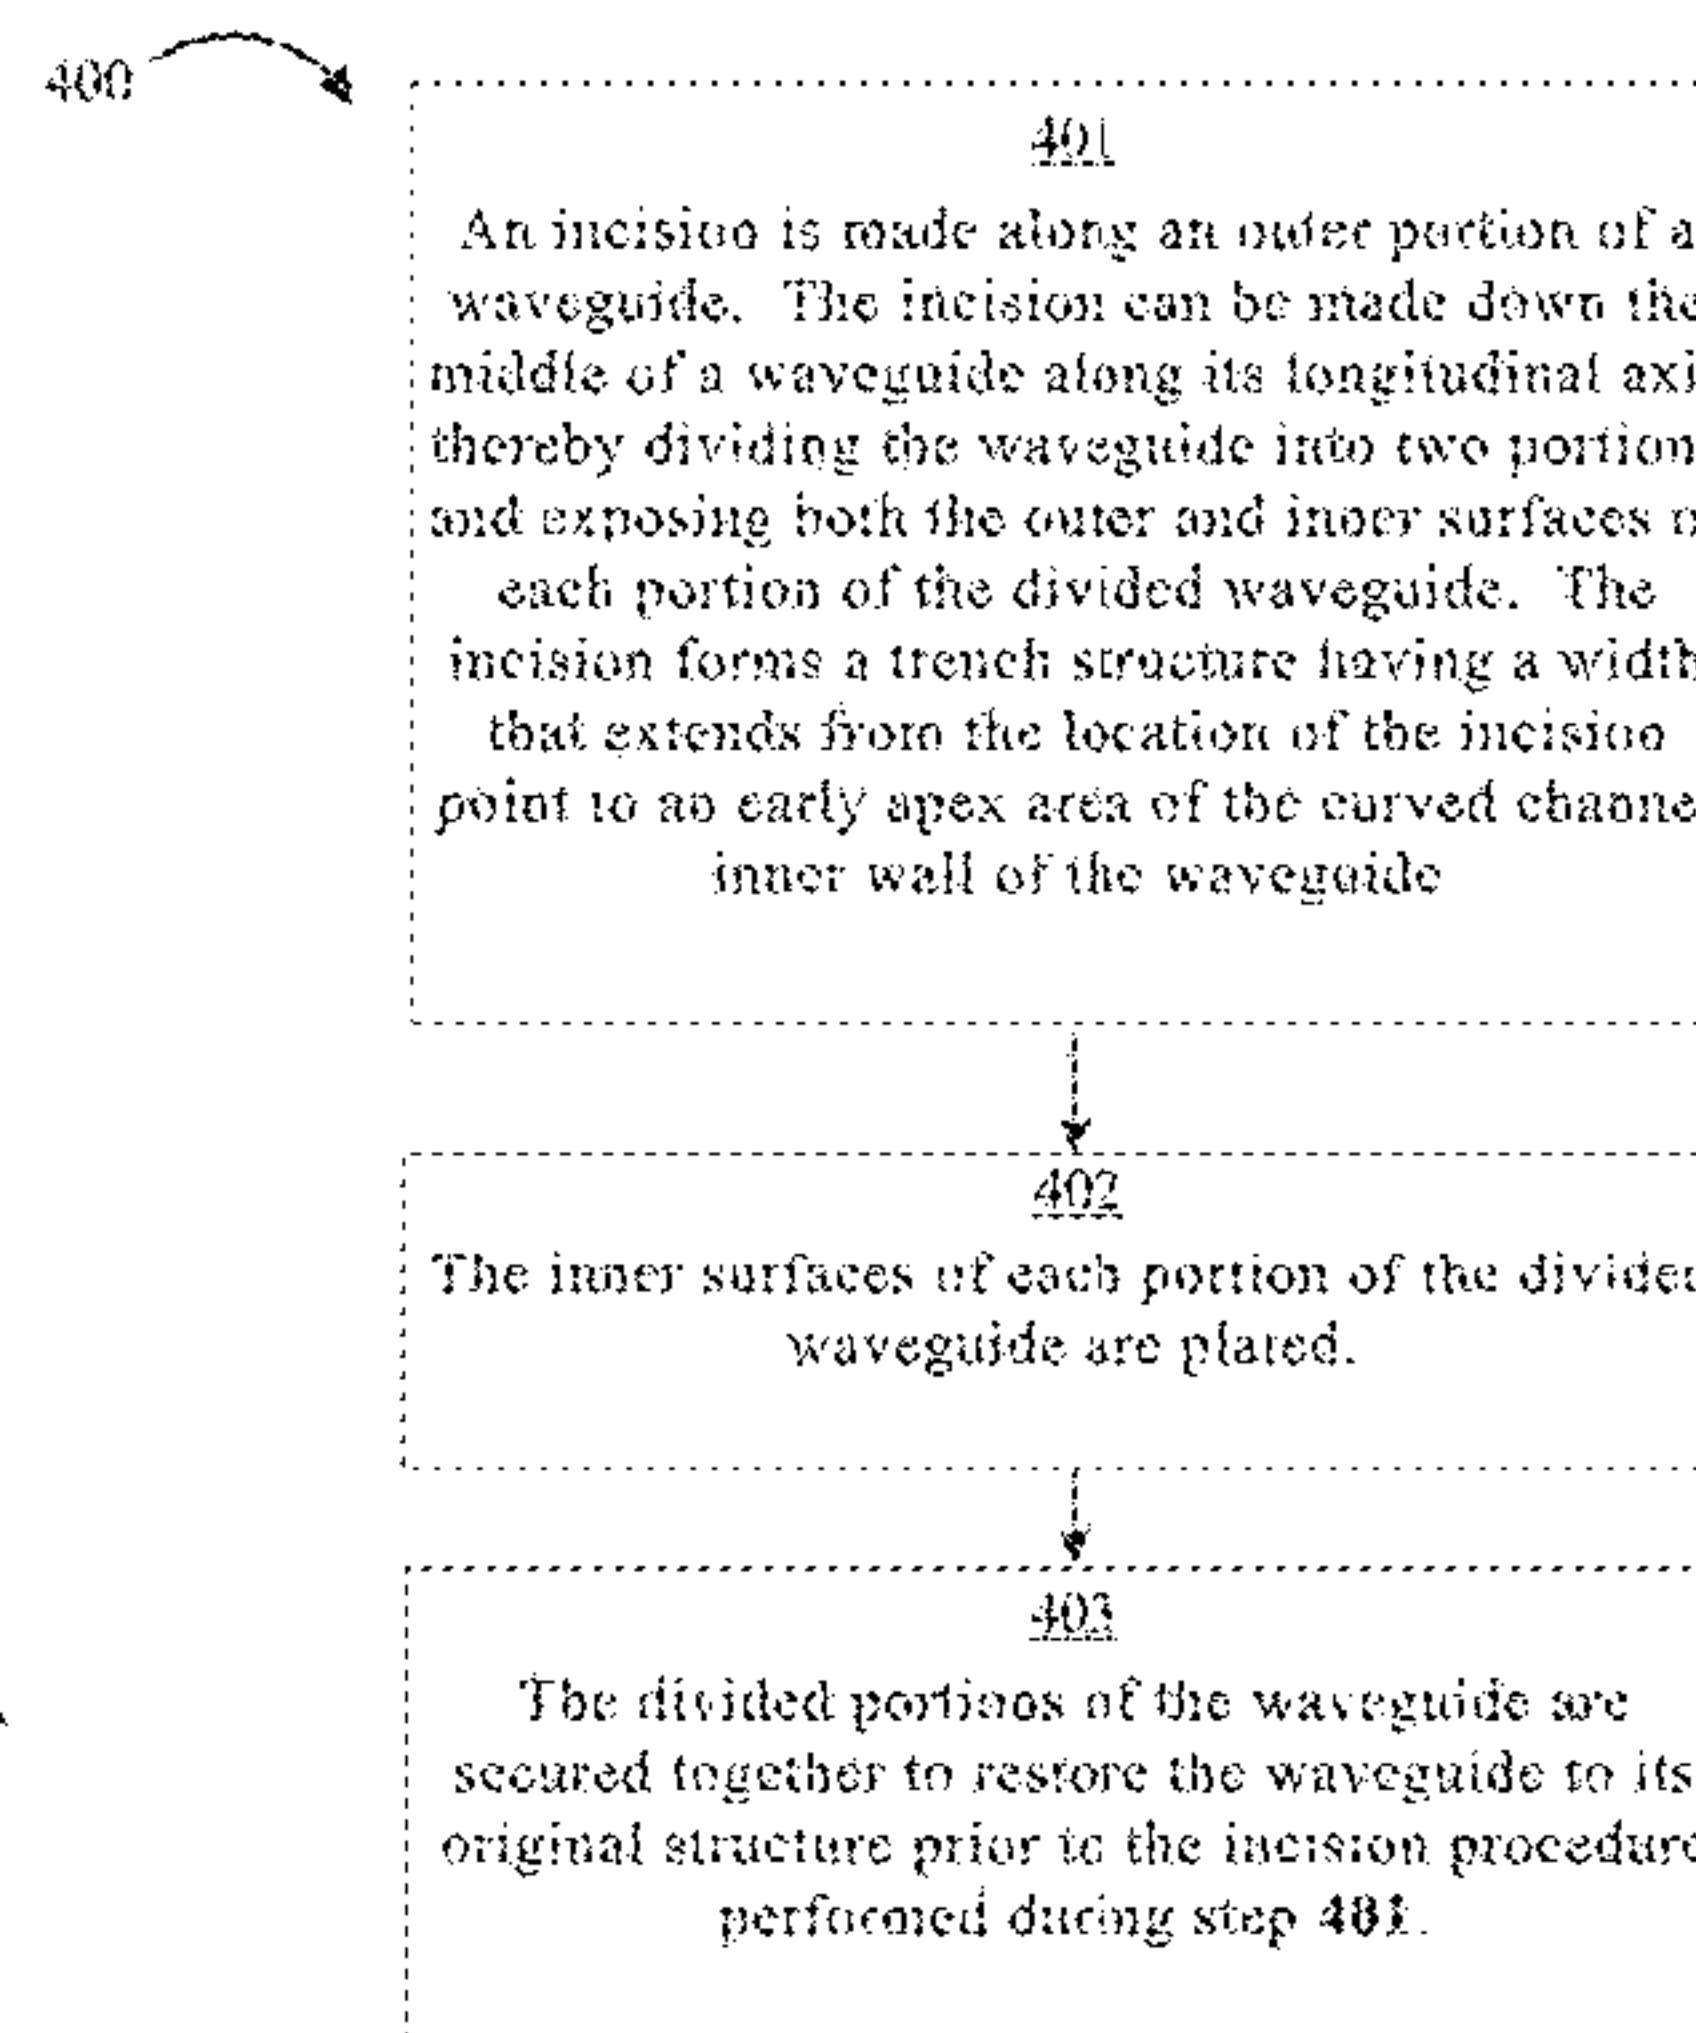 400
401
An incision is made along an outer portion of a
waveguide. The incision can be made down the
middle of a waveguide along its longitudinal axi
thereby dividing the waveguide into two portion
and exposing both the outer and inner surfaces
each portion of the divided waveguide. The
incision forms a trench structure having a width
that extends from the location of the incision
point to an early apex area of the curved channe
inner wall of the waveguide
402
The inner surfaces of each portion of the divided
waveguide are plated.
403
The divided portions of the waveguide are
secured together to restore the waveguide to its
original structure prior to the incision procedure
performed during step 401.